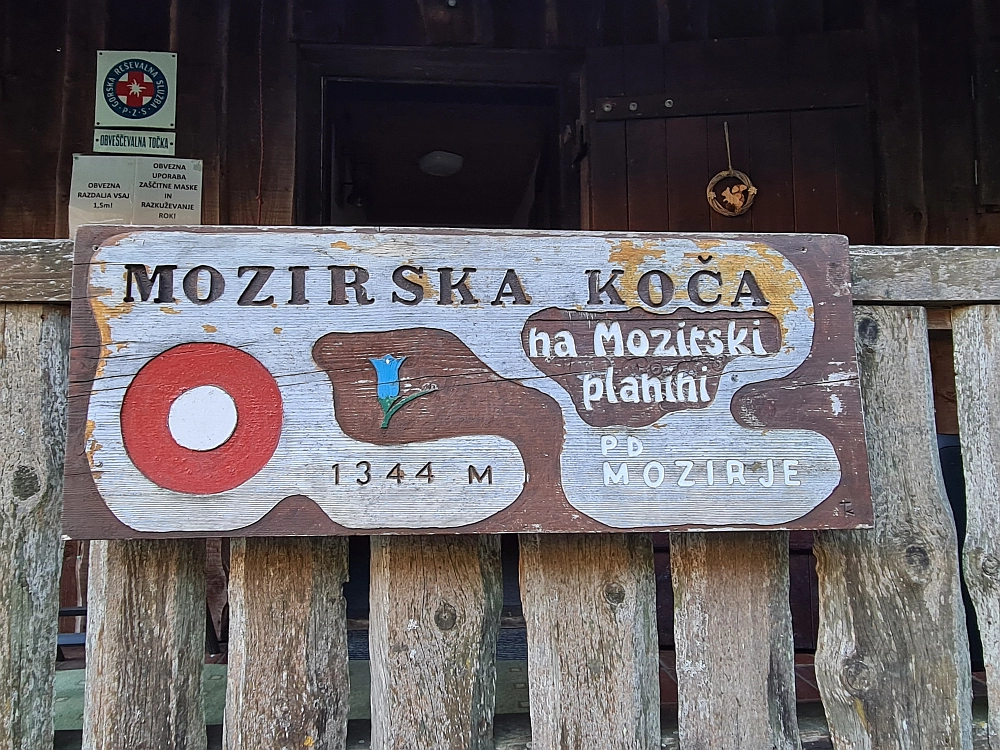 GORSKA REŠEVALNA SLUŽBA
· P · Z · S ·
OBVEŠČEVALNA TOČKA
OBVEZNA
RAZDALJA VSAJ
1,5m!
OBVEZNA
UPORABA
ZAŠČITNE MASKE
IN
RAZKUŽEVANJE
ROK!
MOZIRSKA KOČA
na Mozirski
planini
1344 M
PD
MOZIRJE